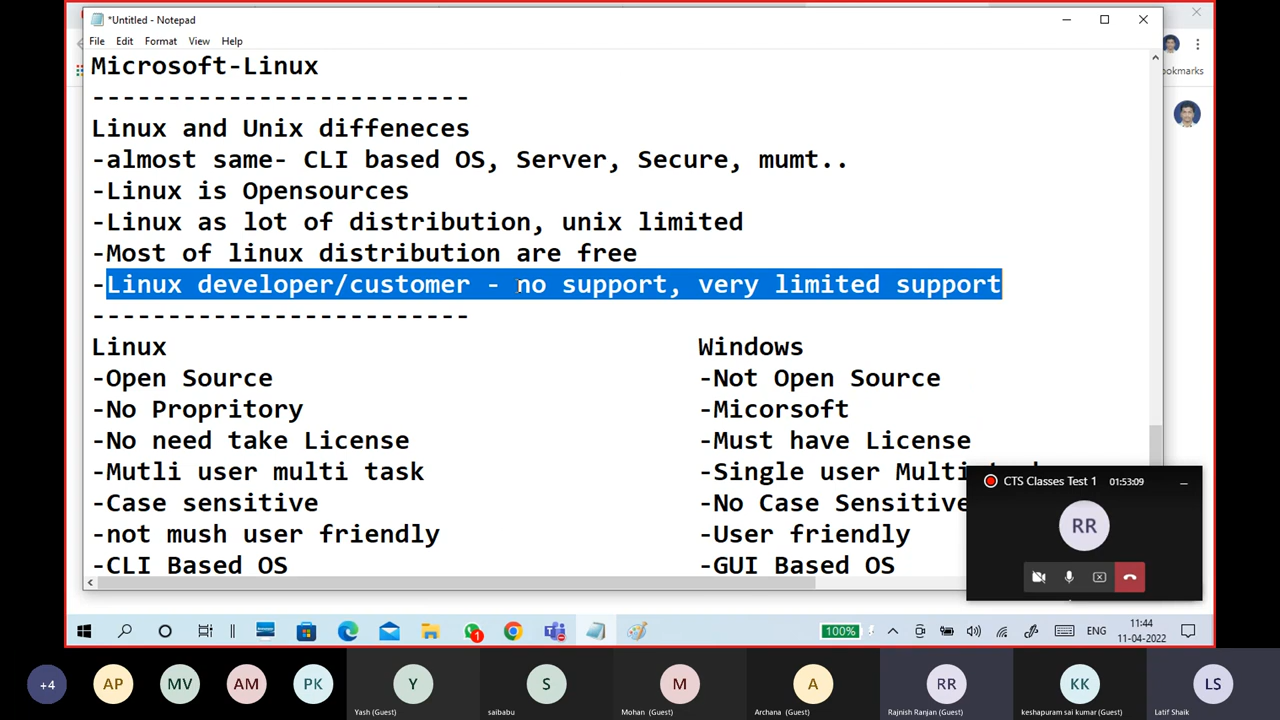 *Untitled - Notepad
File Edit Format View Help
Microsoft-Linux
-------------------------
Linux and Unix diffeneces
-almost same- CLI based OS, Server, Secure, mumt..
-Linux is Opensources
-Linux as lot of distribution, unix limited
-Most of linux distribution are free
-Linux developer/customer - no support, very limited support
-------------------------
Linux Windows
-Open Source -Not Open Source
-No Propritory -Micorsoft
-No need take License -Must have License
-Mutli user multi task -Single user
-Case sensitive -No Case Sensitive
-not mush user friendly -User friendly
-CLI Based OS -GUI Based OS
CTS Classes Test 1 01:53:09
RR
100% ENG
11:44
11-04-2022
1
+4 AP MV AM PK Y S M A RR KK LS
Yash (Guest) saibabu Mohan (Guest) Archana (Guest) Rajnish Ranjan (Guest) keshapuram sai kumar (Guest) Latif Shaik